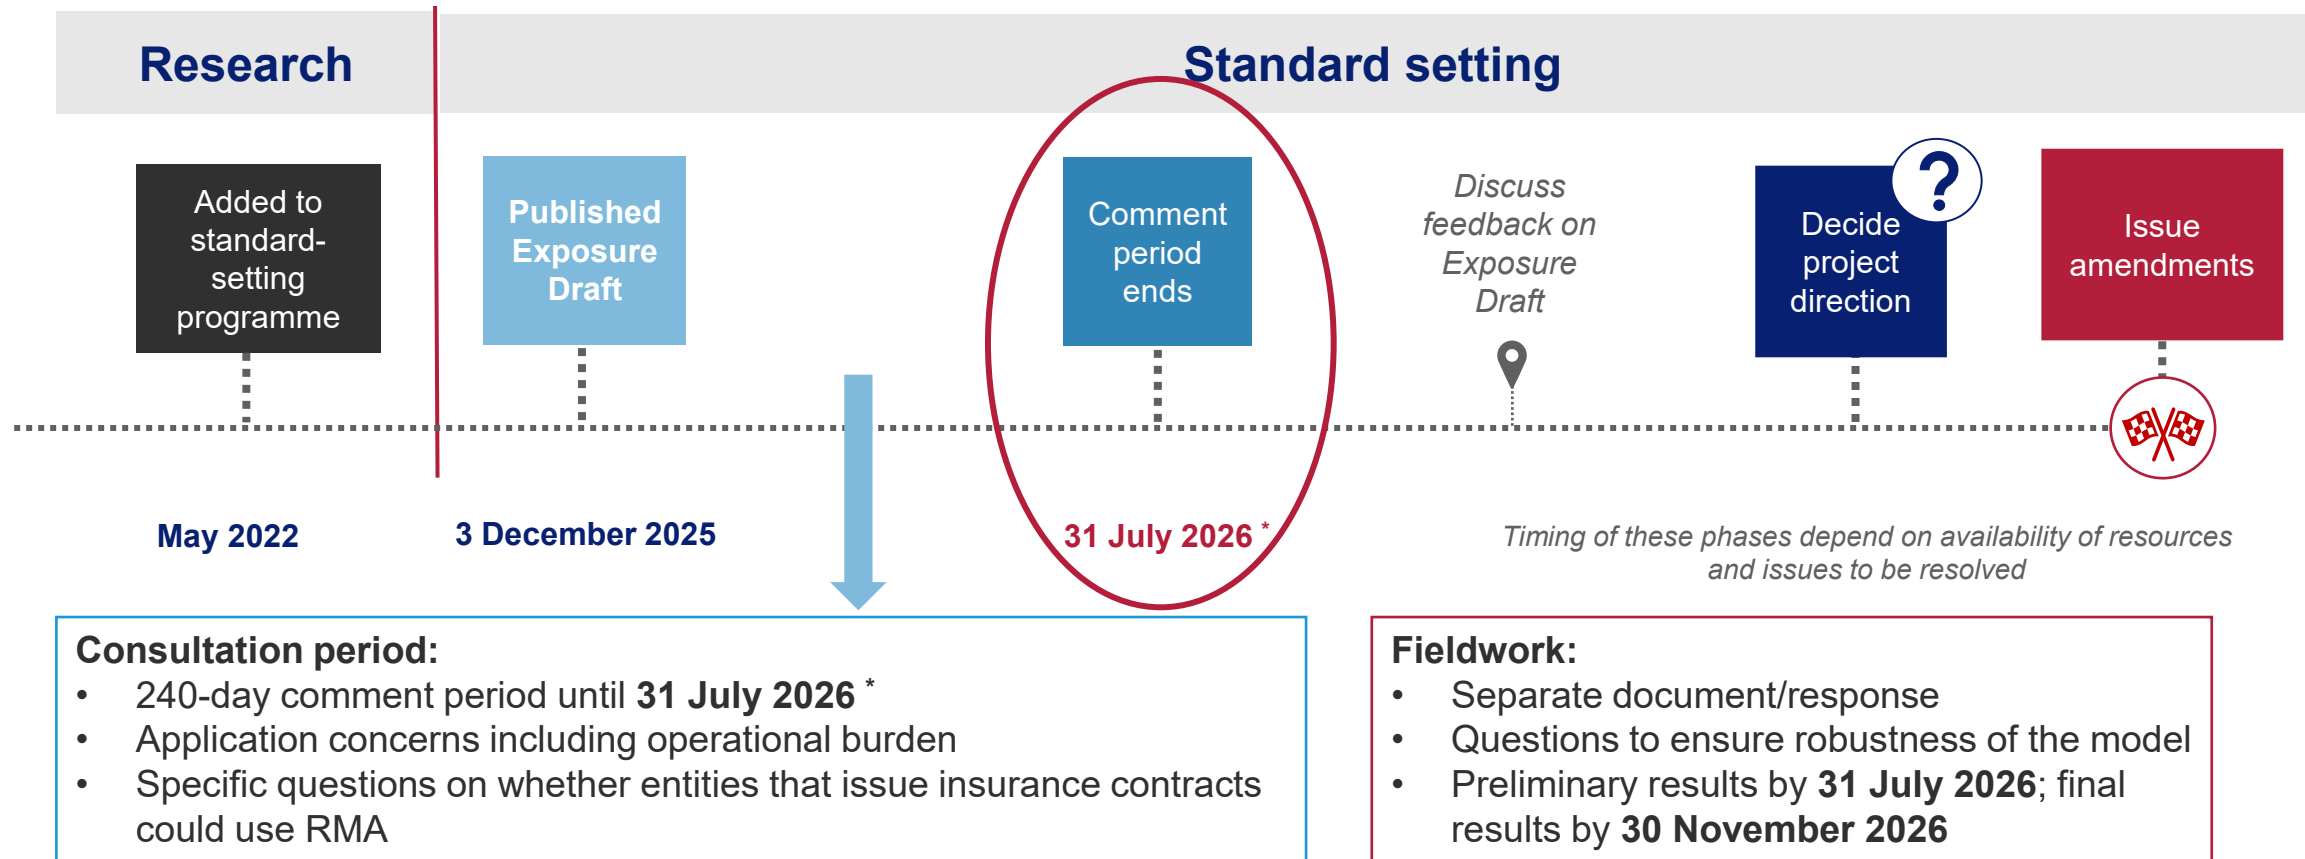 Research
Standard setting
Added to
standard-
setting
programme
Published
Exposure
Draft
Comment
period
ends
Discuss
feedback on
Exposure
Draft
Decide
project
direction
?
Issue
amendments
May 2022
3 December 2025
31 July 2026 *
Timing of these phases depend on availability of resources
and issues to be resolved
Consultation period:
• 240-day comment period until 31 July 2026 *
• Application concerns including operational burden
• Specific questions on whether entities that issue insurance contracts
could use RMA
Fieldwork:
• Separate document/response
• Questions to ensure robustness of the model
• Preliminary results by 31 July 2026; final
results by 30 November 2026